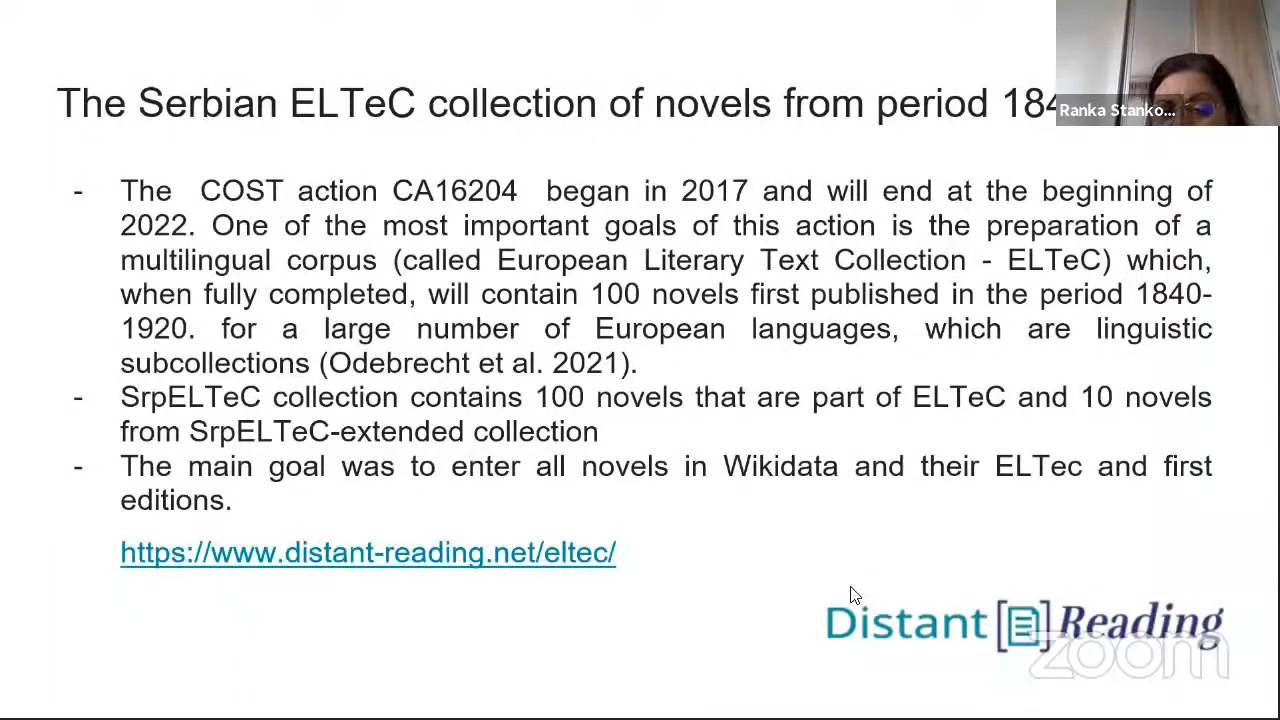 The Serbian ELTeC collection of novels from period 184
Ranka Stanko...
- The COST action CA16204 began in 2017 and will end at the beginning of
2022. One of the most important goals of this action is the preparation of a
multilingual corpus (called European Literary Text Collection - ELTeC) which,
when fully completed, will contain 100 novels first published in the period 1840-
1920. for a large number of European languages, which are linguistic
subcollections (Odebrecht et al. 2021).
- SrpELTeC collection contains 100 novels that are part of ELTeC and 10 novels
from SrpELTeC-extended collection
- The main goal was to enter all novels in Wikidata and their ELTec and first
editions.
https://www.distant-reading.net/eltec/
Distant Reading
zoom